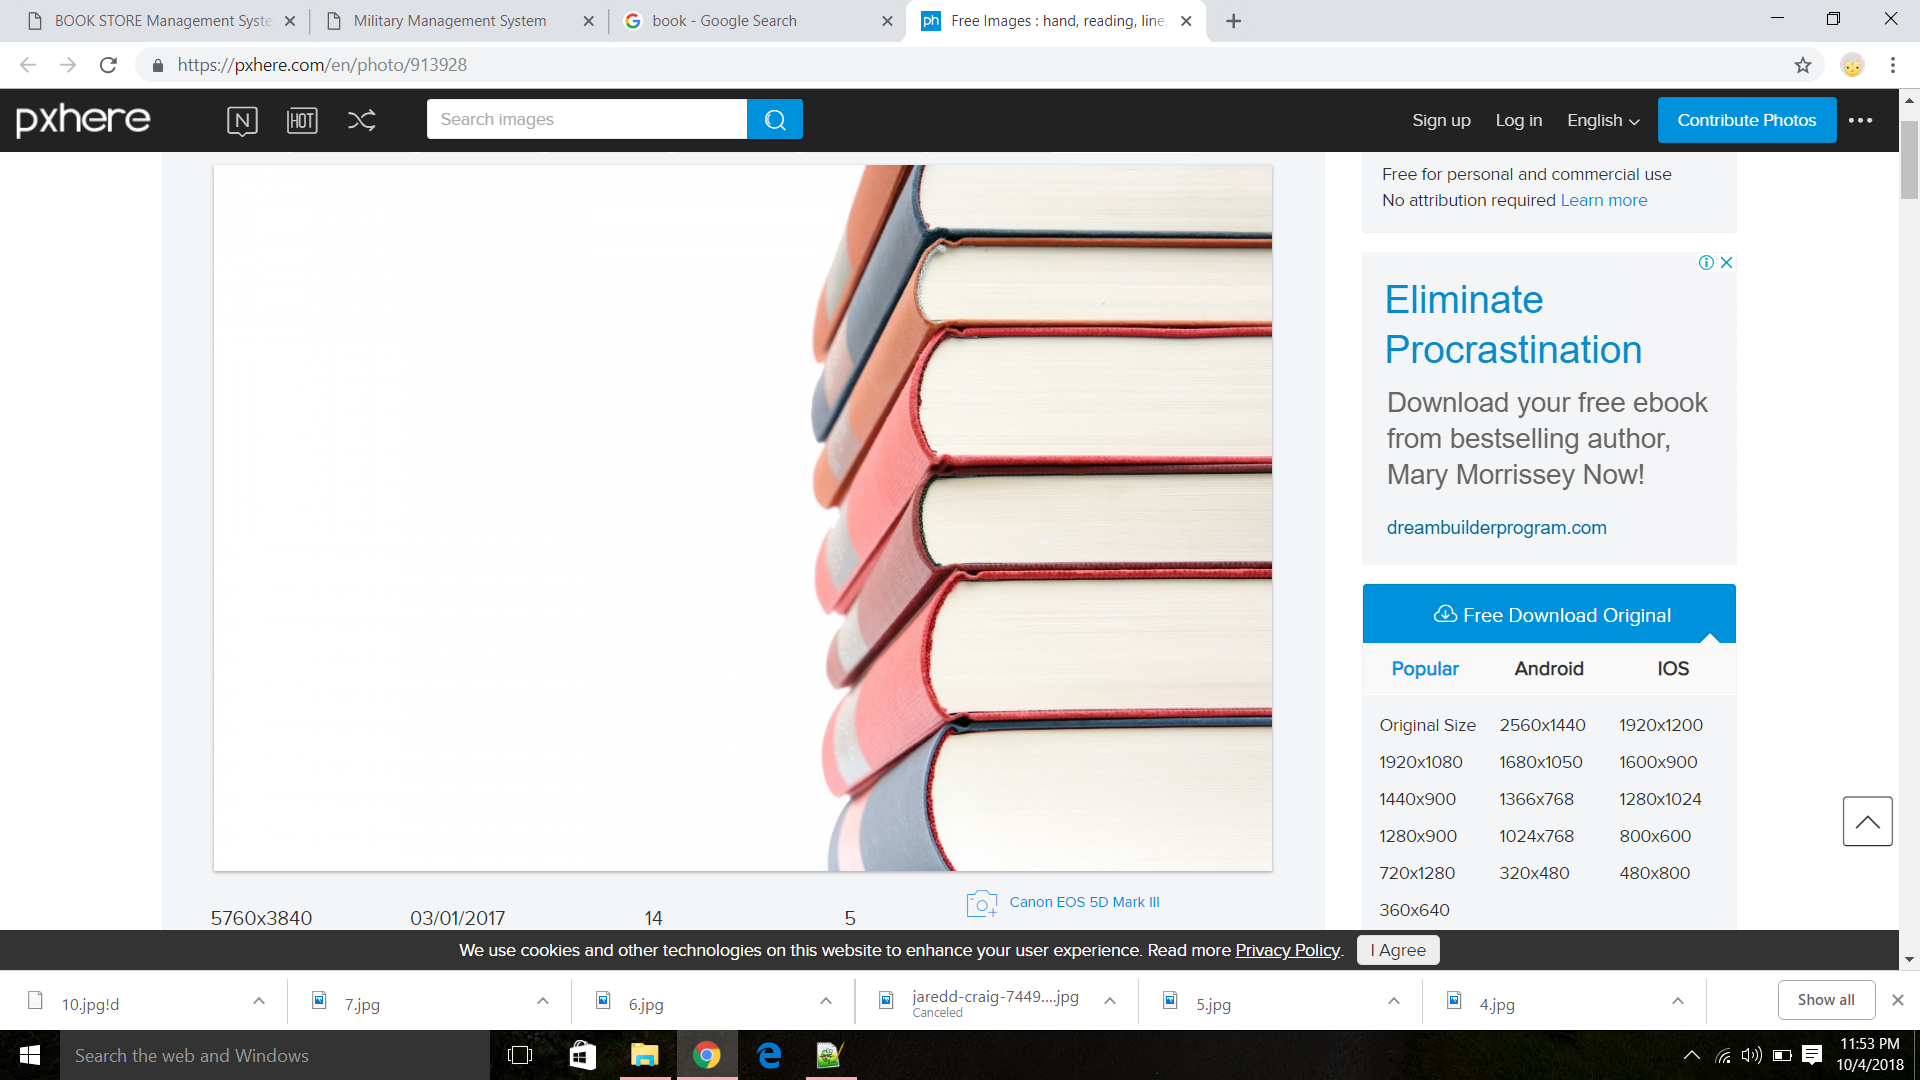 BOOK STORE Management Syste
Military Management System
book - Google Search
ph
Free Images : hand, reading, line,
https://pxhere.com/en/photo/913928
pxhere
N
HOT
Search images
Sign up
Log in
English
Contribute Photos
Free for personal and commercial use
No attribution required Learn more
Eliminate
Procrastination
Download your free ebook
from bestselling author,
Mary Morrissey Now!
dreambuilderprogram.com
Free Download Original
Popular
Android
IOS
Original Size
2560x1440
1920x1200
1920x1080
1680x1050
1600x900
1440x900
1366x768
1280x1024
1280x900
1024x768
800x600
720x1280
320x480
480x800
360x640
5760x3840
03/01/2017
14
5
Canon EOS 5D Mark III
We use cookies and other technologies on this website to enhance your user experience. Read more Privacy Policy.
I Agree
10.jpg!d
7.jpg
6.jpg
jaredd-craig-7449....jpg
Canceled
5.jpg
4.jpg
Show all
Search the web and Windows
11:53 PM
10/4/2018